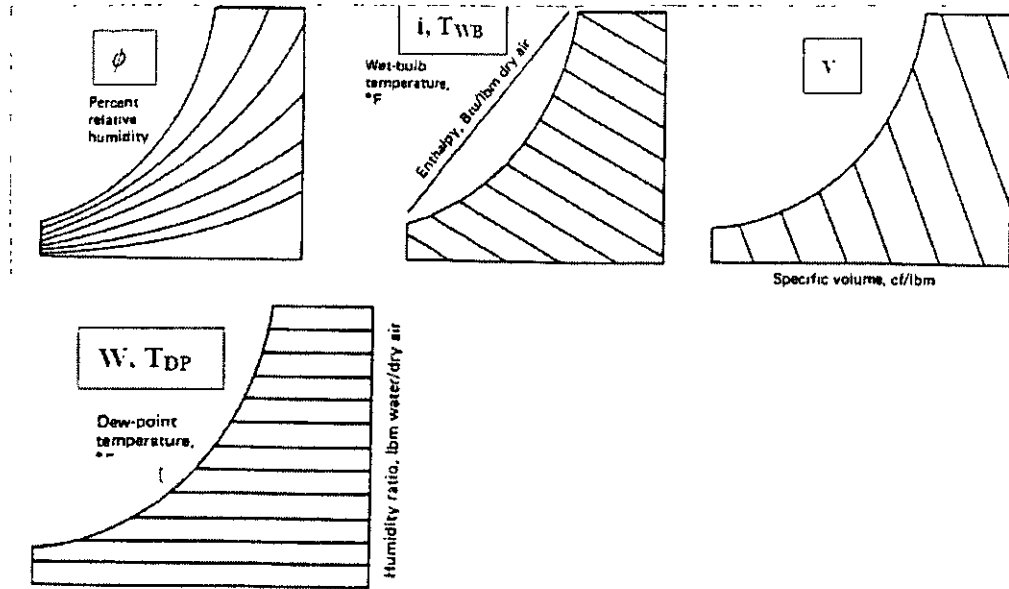 ϕ
Percent
relative
humidity
i, TWB
Wet-bulb
temperature,
°F
Enthalpy, Btu/lbm dry air
v
Specific volume, cf/lbm
W, TDP
Dew-point
temperature,
Humidity ratio, lbm water/dry air